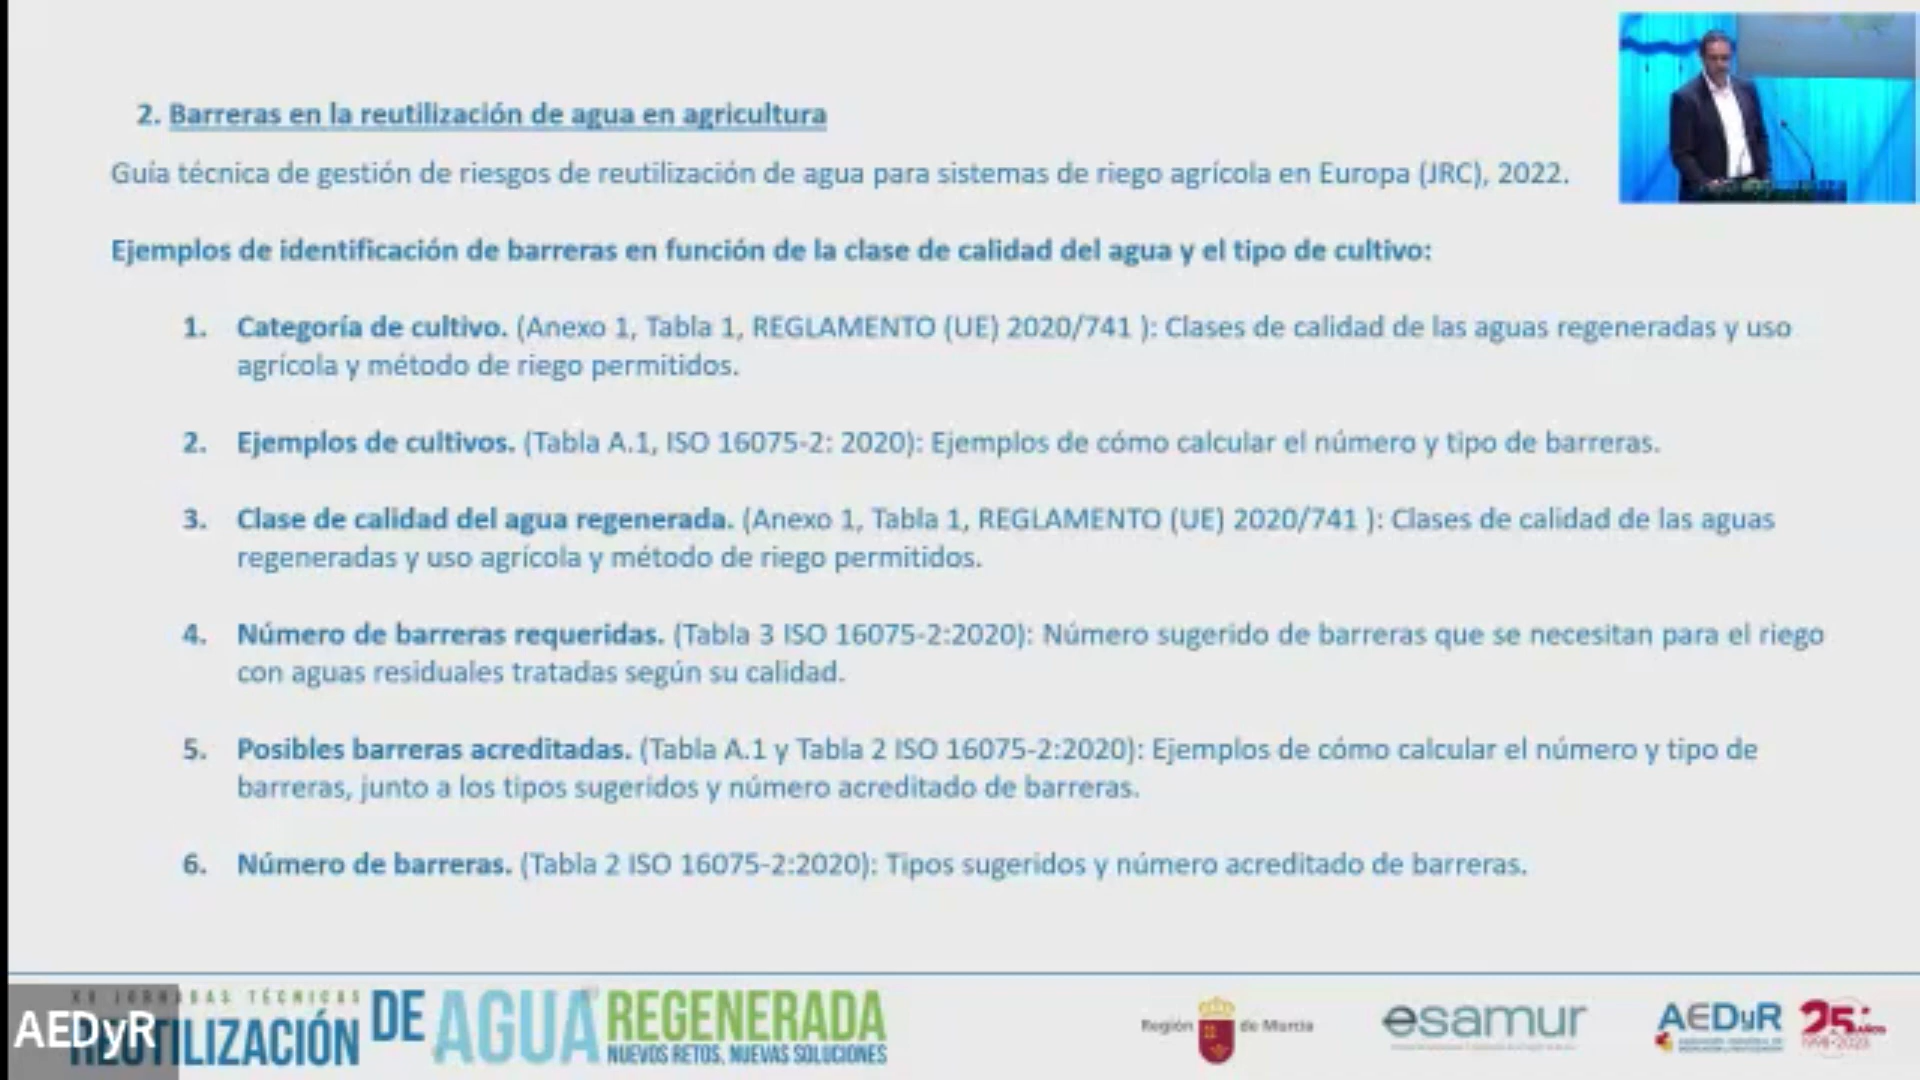 2. Barreras en la reutilización de agua en agricultura
Guía técnica de gestión de riesgos de reutilización de agua para sistemas de riego agrícola en Europa (JRC), 2022.
Ejemplos de identificación de barreras en función de la clase de calidad del agua y el tipo de cultivo:
1. Categoría de cultivo. (Anexo 1, Tabla 1, REGLAMENTO (UE) 2020/741 ): Clases de calidad de las aguas regeneradas y uso
agrícola y método de riego permitidos.
2. Ejemplos de cultivos. (Tabla A.1, ISO 16075-2: 2020): Ejemplos de cómo calcular el número y tipo de barreras.
3. Clase de calidad del agua regenerada. (Anexo 1, Tabla 1, REGLAMENTO (UE) 2020/741 ): Clases de calidad de las aguas
regeneradas y uso agrícola y método de riego permitidos.
4. Número de barreras requeridas. (Tabla 3 ISO 16075-2:2020): Número sugerido de barreras que se necesitan para el riego
con aguas residuales tratadas según su calidad.
5. Posibles barreras acreditadas. (Tabla A.1 y Tabla 2 ISO 16075-2:2020): Ejemplos de cómo calcular el número y tipo de
barreras, junto a los tipos sugeridos y número acreditado de barreras.
6. Número de barreras. (Tabla 2 ISO 16075-2:2020): Tipos sugeridos y número acreditado de barreras.
JORNADAS TÉCNICAS
REUTILIZACIÓN DE AGUA REGENERADA
NUEVOS RETOS, NUEVAS SOLUCIONES
AEDyR
Región de Murcia
esamur
AEDyR
25 AÑOS
1998-2023